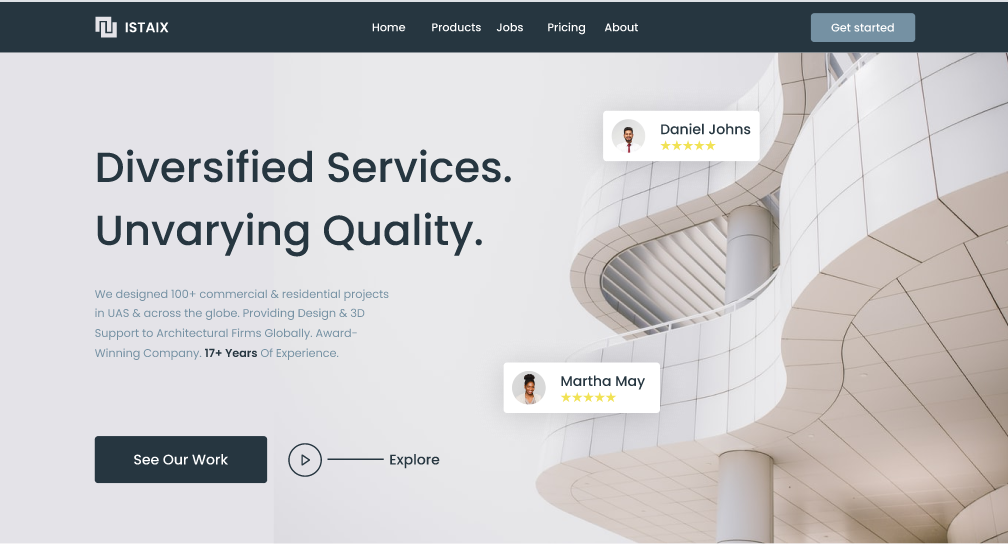 ISTAIX
Home Products Jobs Pricing About
Get started
Daniel Johns
Diversified Services.
Unvarying Quality.
We designed 100+ commercial & residential projects
in UAS & across the globe. Providing Design & 3D
Support to Architectural Firms Globally. Award-
Winning Company. 17+ Years Of Experience.
Martha May
See Our Work
Explore